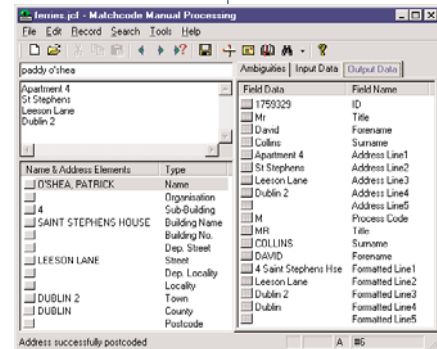 ferries.jcf - Matchcode Manual Processing
File Edit Record Search Tools Help
paddy o'shea
Apartment 4
St Stephens
Leeson Lane
Dublin 2
Name & Address Elements Type
O'SHEA, PATRICK Name
Organisation
4 Sub-Building
SAINT STEPHENS HOUSE Building Name
Building No.
Dep. Street
LEESON LANE Street
Dep. Locality
Locality
DUBLIN 2 Town
DUBLIN County
Postcode
Ambiguities Input Data Output Data
Field Data Field Name
1759329 ID
Mr Title
David Forename
Collins Surname
Apartment 4 Address Line1
St Stephens Address Line2
Leeson Lane Address Line3
Dublin 2 Address Line4
Address Line5
M Process Code
MR Title
COLLINS Surname
DAVID Forename
4 Saint Stephens Hse Formatted Line1
Leeson Lane Formatted Line2
Dublin 2 Formatted Line3
Dublin Formatted Line4
Formatted Line5
Address successfully postcoded A #6